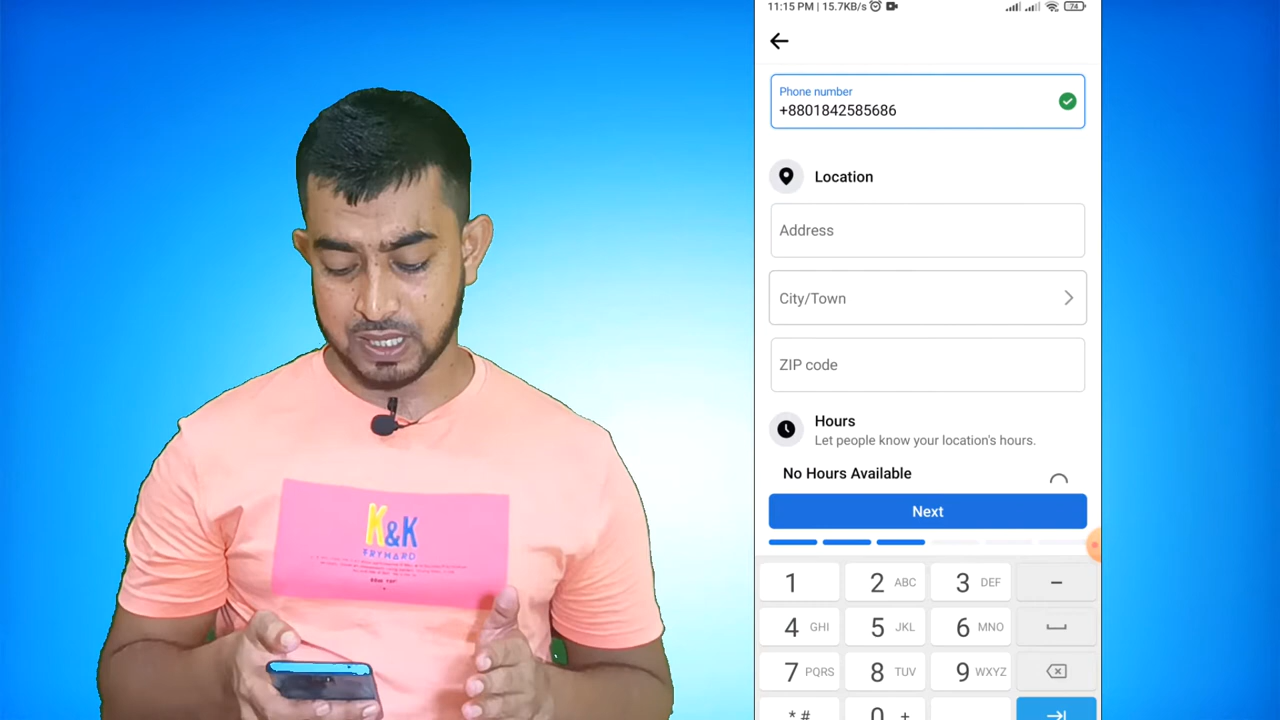 11:15 PM | 15.7KB/s
74
Phone number
+8801842585686
Location
Address
City/Town
ZIP code
Hours
Let people know your location's hours.
No Hours Available
Next
1
2 ABC
3 DEF
–
4 GHI
5 JKL
6 MNO
7 PQRS
8 TUV
9 WXYZ
* #
0 +
K&K
FRYHARD